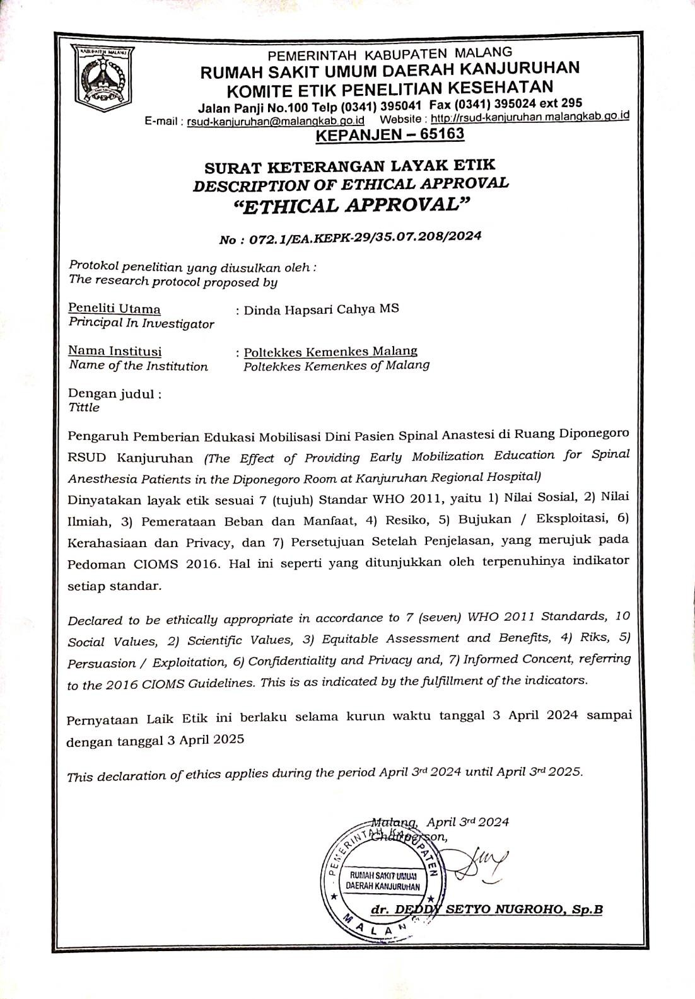 KABUPATEN MALANG
PEMERINTAH KABUPATEN MALANG
RUMAH SAKIT UMUM DAERAH KANJURUHAN
KOMITE ETIK PENELITIAN KESEHATAN
Jalan Panji No.100 Telp (0341) 395041 Fax (0341) 395024 ext 295
E-mail : rsud-kanjuruhan@malangkab.go.id Website : http://rsud-kanjuruhan.malangkab.go.id
KEPANJEN – 65163
SURAT KETERANGAN LAYAK ETIK
DESCRIPTION OF ETHICAL APPROVAL
“ETHICAL APPROVAL”
No : 072.1/EA.KEPK-29/35.07.208/2024
Protokol penelitian yang diusulkan oleh :
The research protocol proposed by
Peneliti Utama : Dinda Hapsari Cahya MS
Principal In Investigator
Nama Institusi : Poltekkes Kemenkes Malang
Name of the Institution Poltekkes Kemenkes of Malang
Dengan judul :
Tittle
Pengaruh Pemberian Edukasi Mobilisasi Dini Pasien Spinal Anastesi di Ruang Diponegoro
RSUD Kanjuruhan (The Effect of Providing Early Mobilization Education for Spinal
Anesthesia Patients in the Diponegoro Room at Kanjuruhan Regional Hospital)
Dinyatakan layak etik sesuai 7 (tujuh) Standar WHO 2011, yaitu 1) Nilai Sosial, 2) Nilai
Ilmiah, 3) Pemerataan Beban dan Manfaat, 4) Resiko, 5) Bujukan / Eksploitasi, 6)
Kerahasiaan dan Privacy, dan 7) Persetujuan Setelah Penjelasan, yang merujuk pada
Pedoman CIOMS 2016. Hal ini seperti yang ditunjukkan oleh terpenuhinya indikator
setiap standar.
Declared to be ethically appropriate in accordance to 7 (seven) WHO 2011 Standards, 10
Social Values, 2) Scientific Values, 3) Equitable Assessment and Benefits, 4) Riks, 5)
Persuasion / Exploitation, 6) Confidentiality and Privacy and, 7) Informed Concent, referring
to the 2016 CIOMS Guidelines. This is as indicated by the fulfillment of the indicators.
Pernyataan Laik Etik ini berlaku selama kurun waktu tanggal 3 April 2024 sampai
dengan tanggal 3 April 2025
This declaration of ethics applies during the period April 3rd 2024 until April 3rd 2025.
Malang, April 3rd 2024
Chairperson,
PEMERINTAH KABUPATEN
RUMAH SAKIT UMUM
DAERAH KANJURUHAN
MALANG
dr. DEDDY SETYO NUGROHO, Sp.B